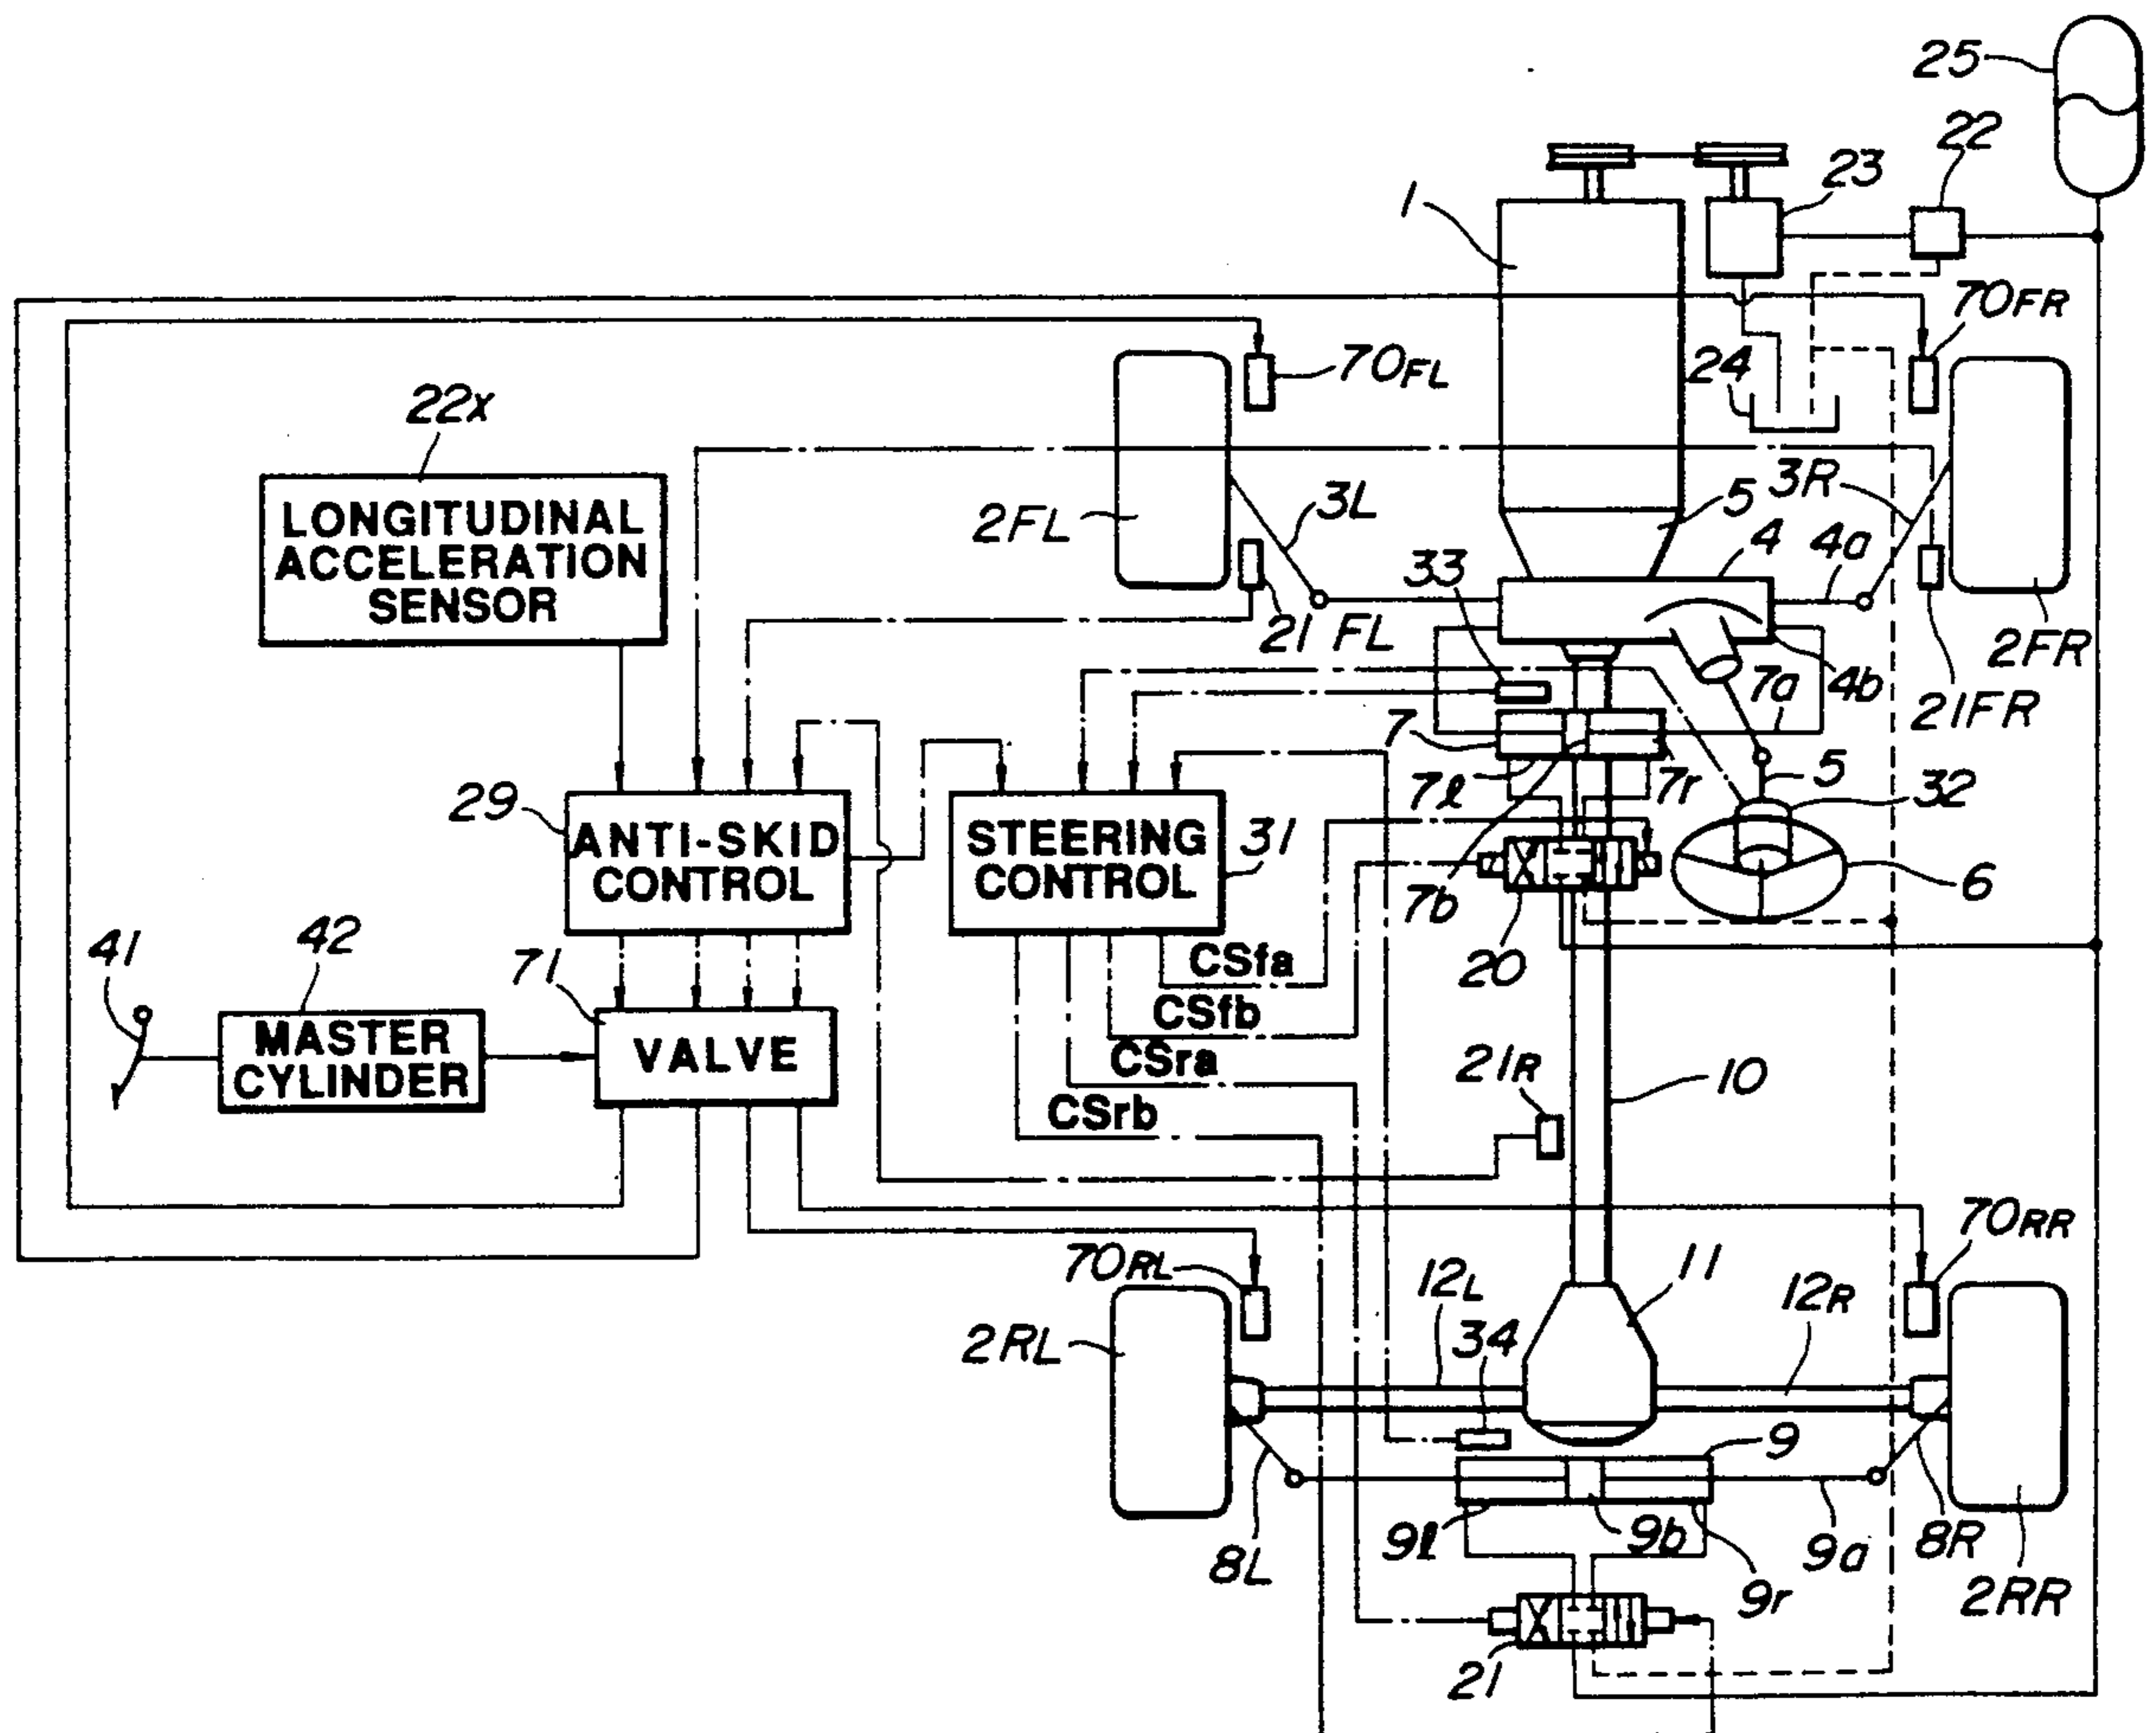 25
22
23
1
70FR
70FL
24
22x
LONGITUDINAL
ACCELERATION
SENSOR
3R
5
3L
2FL
4
4a
33
21 FL
2FR
7a
4b
21FR
7
5
7l
7r
32
29
ANTI-SKID
CONTROL
STEERING
CONTROL
31
6
7b
20
42
41
71
CSfa
CSfb
MASTER
CYLINDER
VALVE
CSra
21R
10
CSrb
70RR
70RL
12L
11
12R
34
2RL
9
9l
9b
9a
8R
8L
9r
2RR
21